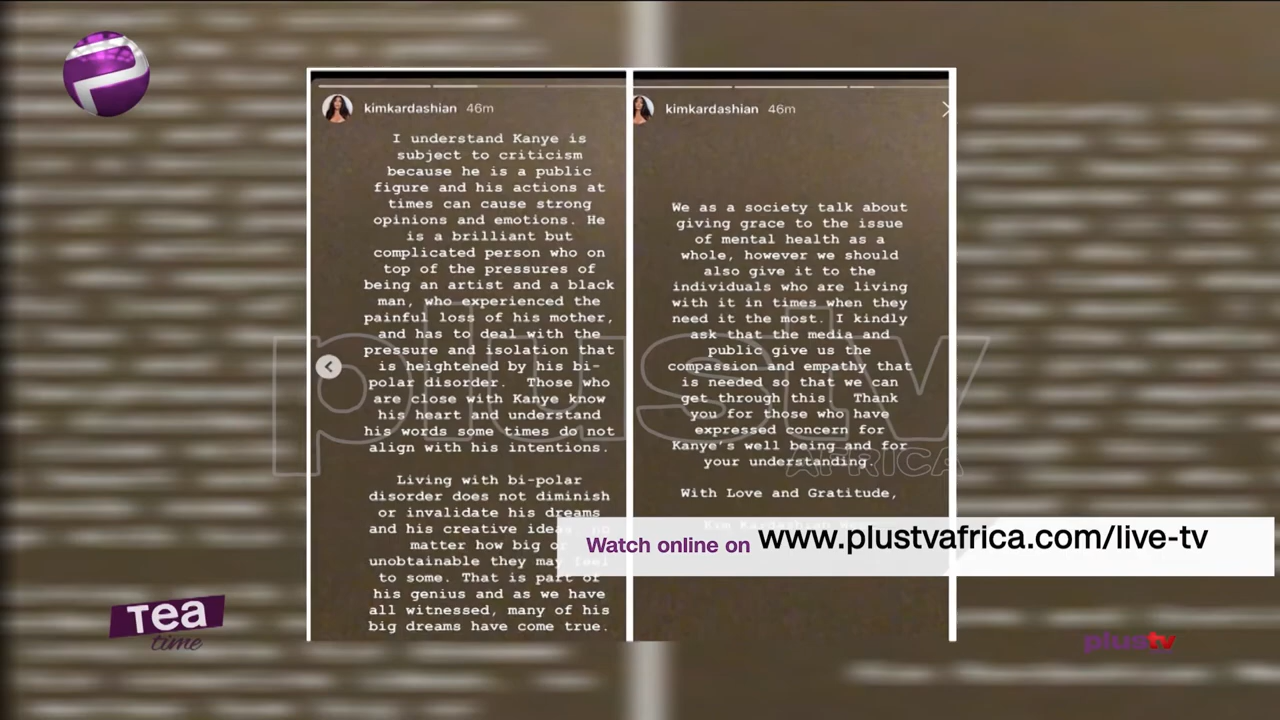 kimkardashian 46m
I understand Kanye is
subject to criticism
because he is a public
figure and his actions at
times can cause strong
opinions and emotions. He
is a brilliant but
complicated person who on
top of the pressures of
being an artist and a black
man, who experienced the
painful loss of his mother,
and has to deal with the
pressure and isolation that
is heightened by his bi-
polar disorder. Those who
are close with Kanye know
his heart and understand
his words some times do not
align with his intentions.
Living with bi-polar
disorder does not diminish
or invalidate his dreams
and his creative ideas, no
matter how big or
unobtainable they may feel
to some. That is part of
his genius and as we have
all witnessed, many of his
big dreams have come true.
kimkardashian 46m
We as a society talk about
giving grace to the issue
of mental health as a
whole, however we should
also give it to the
individuals who are living
with it in times when they
need it the most. I kindly
ask that the media and
public give us the
compassion and empathy that
is needed so that we can
get through this. Thank
you for those who have
expressed concern for
Kanye's well being and for
your understanding.
With Love and Gratitude,
Kim Kardashian West
plustv
AFRICA
Watch online on www.plustvafrica.com/live-tv
Tea
time
plustv